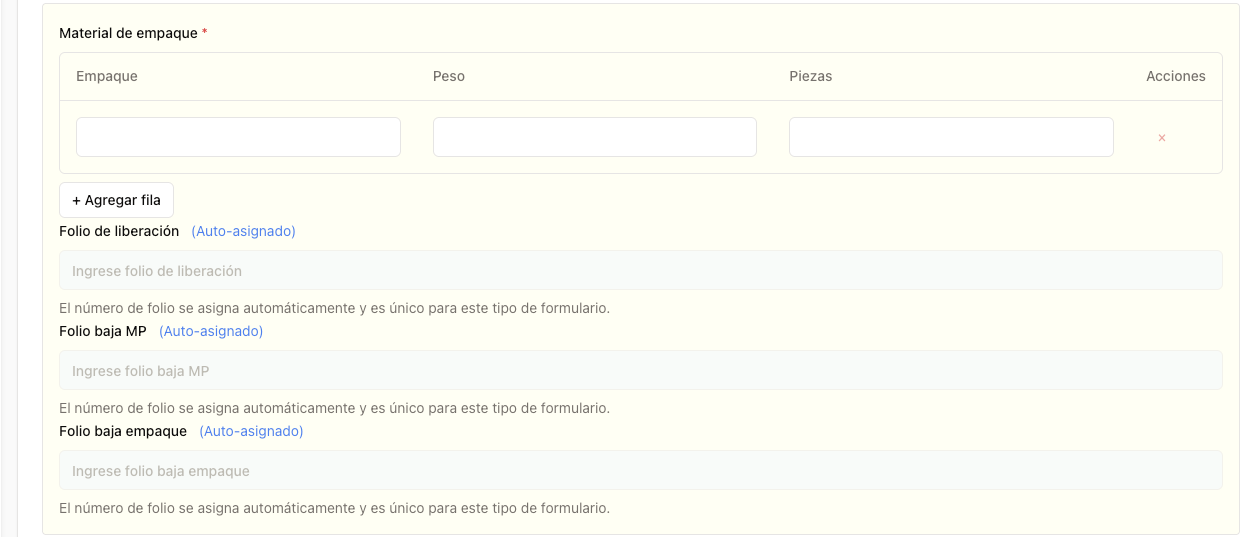 Material de empaque *
Empaque Peso Piezas Acciones
×
+ Agregar fila
Folio de liberación (Auto-asignado)
Ingrese folio de liberación
El número de folio se asigna automáticamente y es único para este tipo de formulario.
Folio baja MP (Auto-asignado)
Ingrese folio baja MP
El número de folio se asigna automáticamente y es único para este tipo de formulario.
Folio baja empaque (Auto-asignado)
Ingrese folio baja empaque
El número de folio se asigna automáticamente y es único para este tipo de formulario.